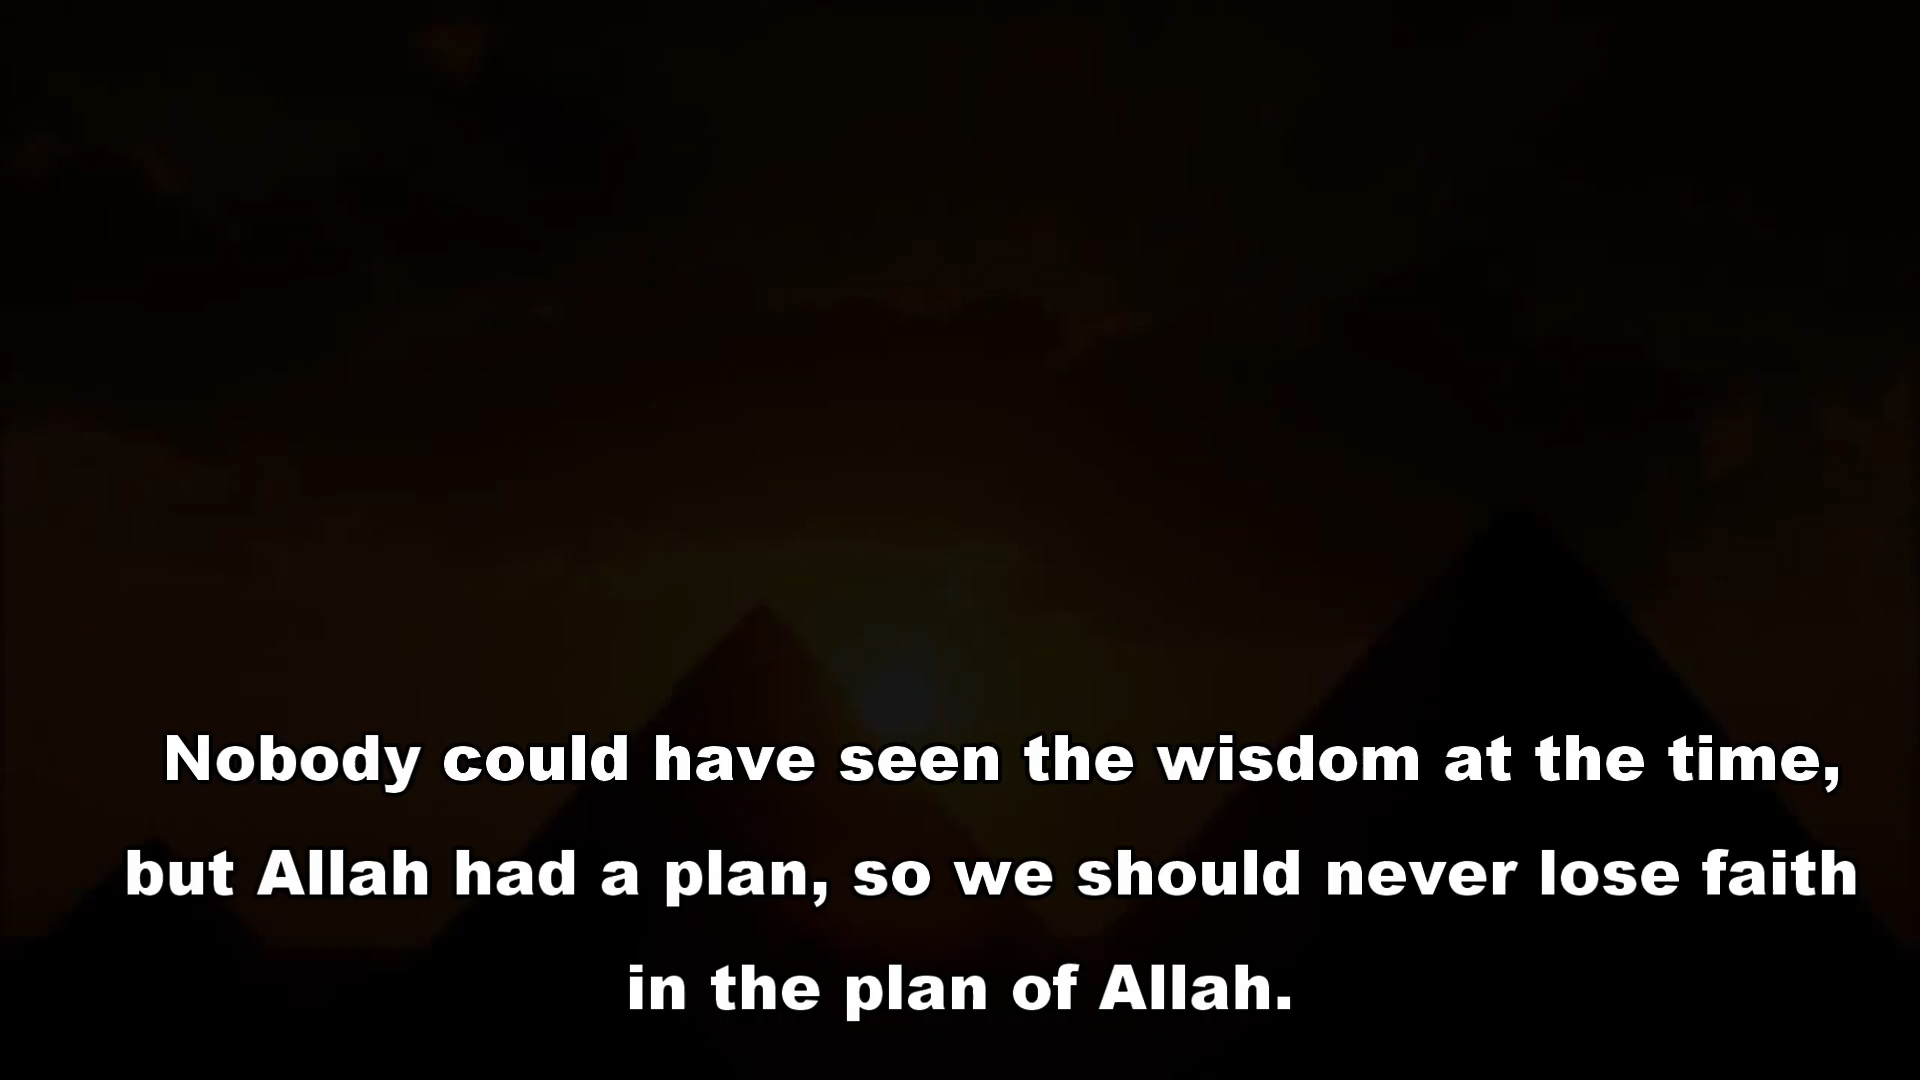 Nobody could have seen the wisdom at the time,
but Allah had a plan, so we should never lose faith
in the plan of Allah.